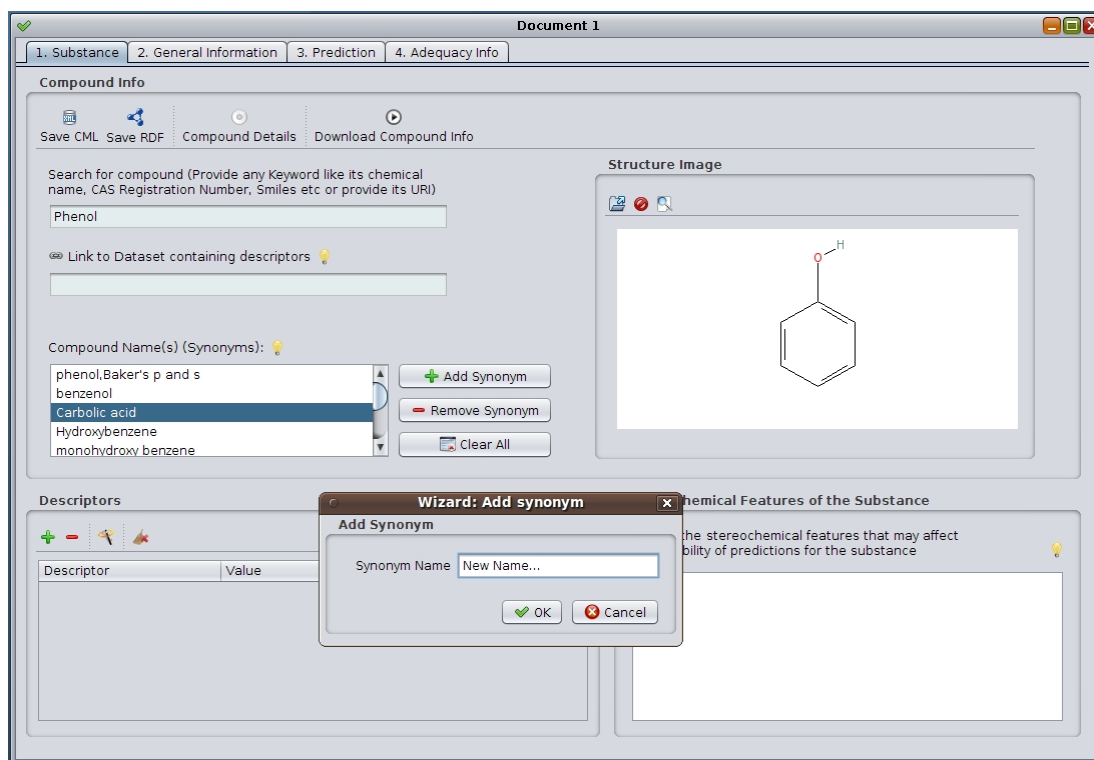 Document 1
1. Substance
2. General Information
3. Prediction
4. Adequacy Info
Compound Info
Save CML
Save RDF
Compound Details
Download Compound Info
Search for compound (Provide any Keyword like its chemical
name, CAS Registration Number, Smiles etc or provide its URI)
Phenol
Link to Dataset containing descriptors
Compound Name(s) (Synonyms):
phenol,Baker's p and s
benzenol
Carbolic acid
Hydroxybenzene
monohydroxy benzene
Add Synonym
Remove Synonym
Clear All
Structure Image
H
O
Descriptors
Descriptor
Value
Wizard: Add synonym
Add Synonym
Synonym Name
New Name...
OK
Cancel
hemical Features of the Substance
the stereochemical features that may affect
bility of predictions for the substance